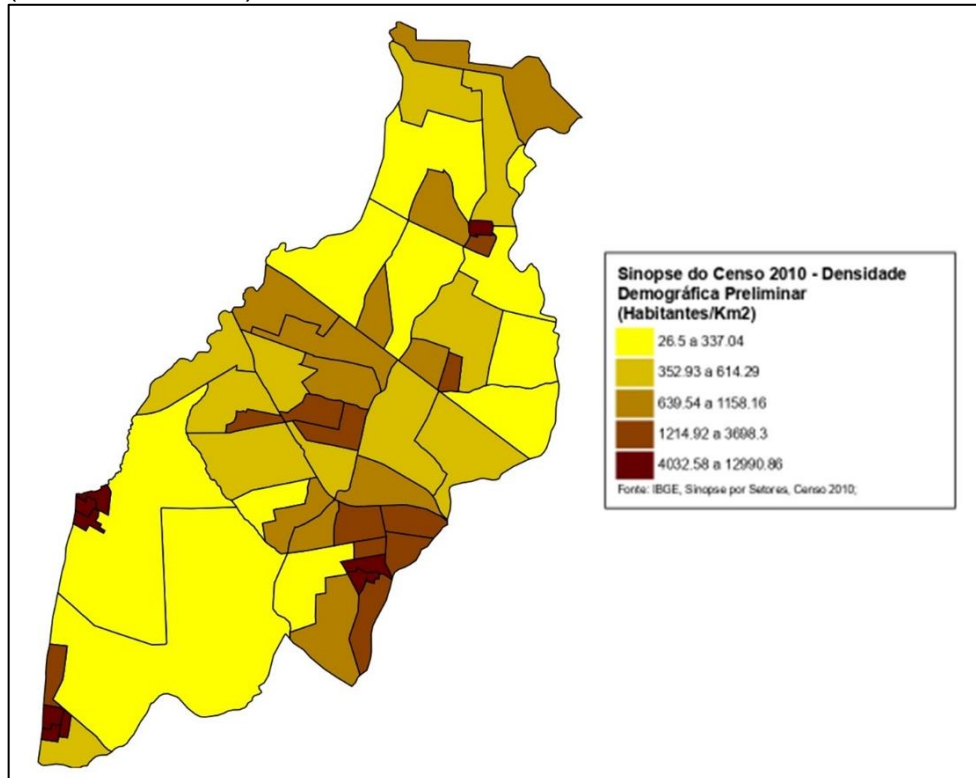 Sinopse do Censo 2010 - Densidade
Demográfica Preliminar
(Habitantes/Km2)
26.5 a 337.04
352.93 a 614.29
639.54 a 1158.16
1214.92 a 3698.3
4032.58 a 12990.86
Fonte: IBGE, Sinopse por Setores, Censo 2010;